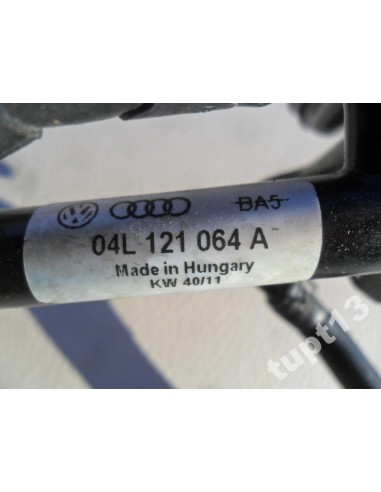 BA5
04L 121 064 A
Made in Hungary
KW 40/11
tupt13